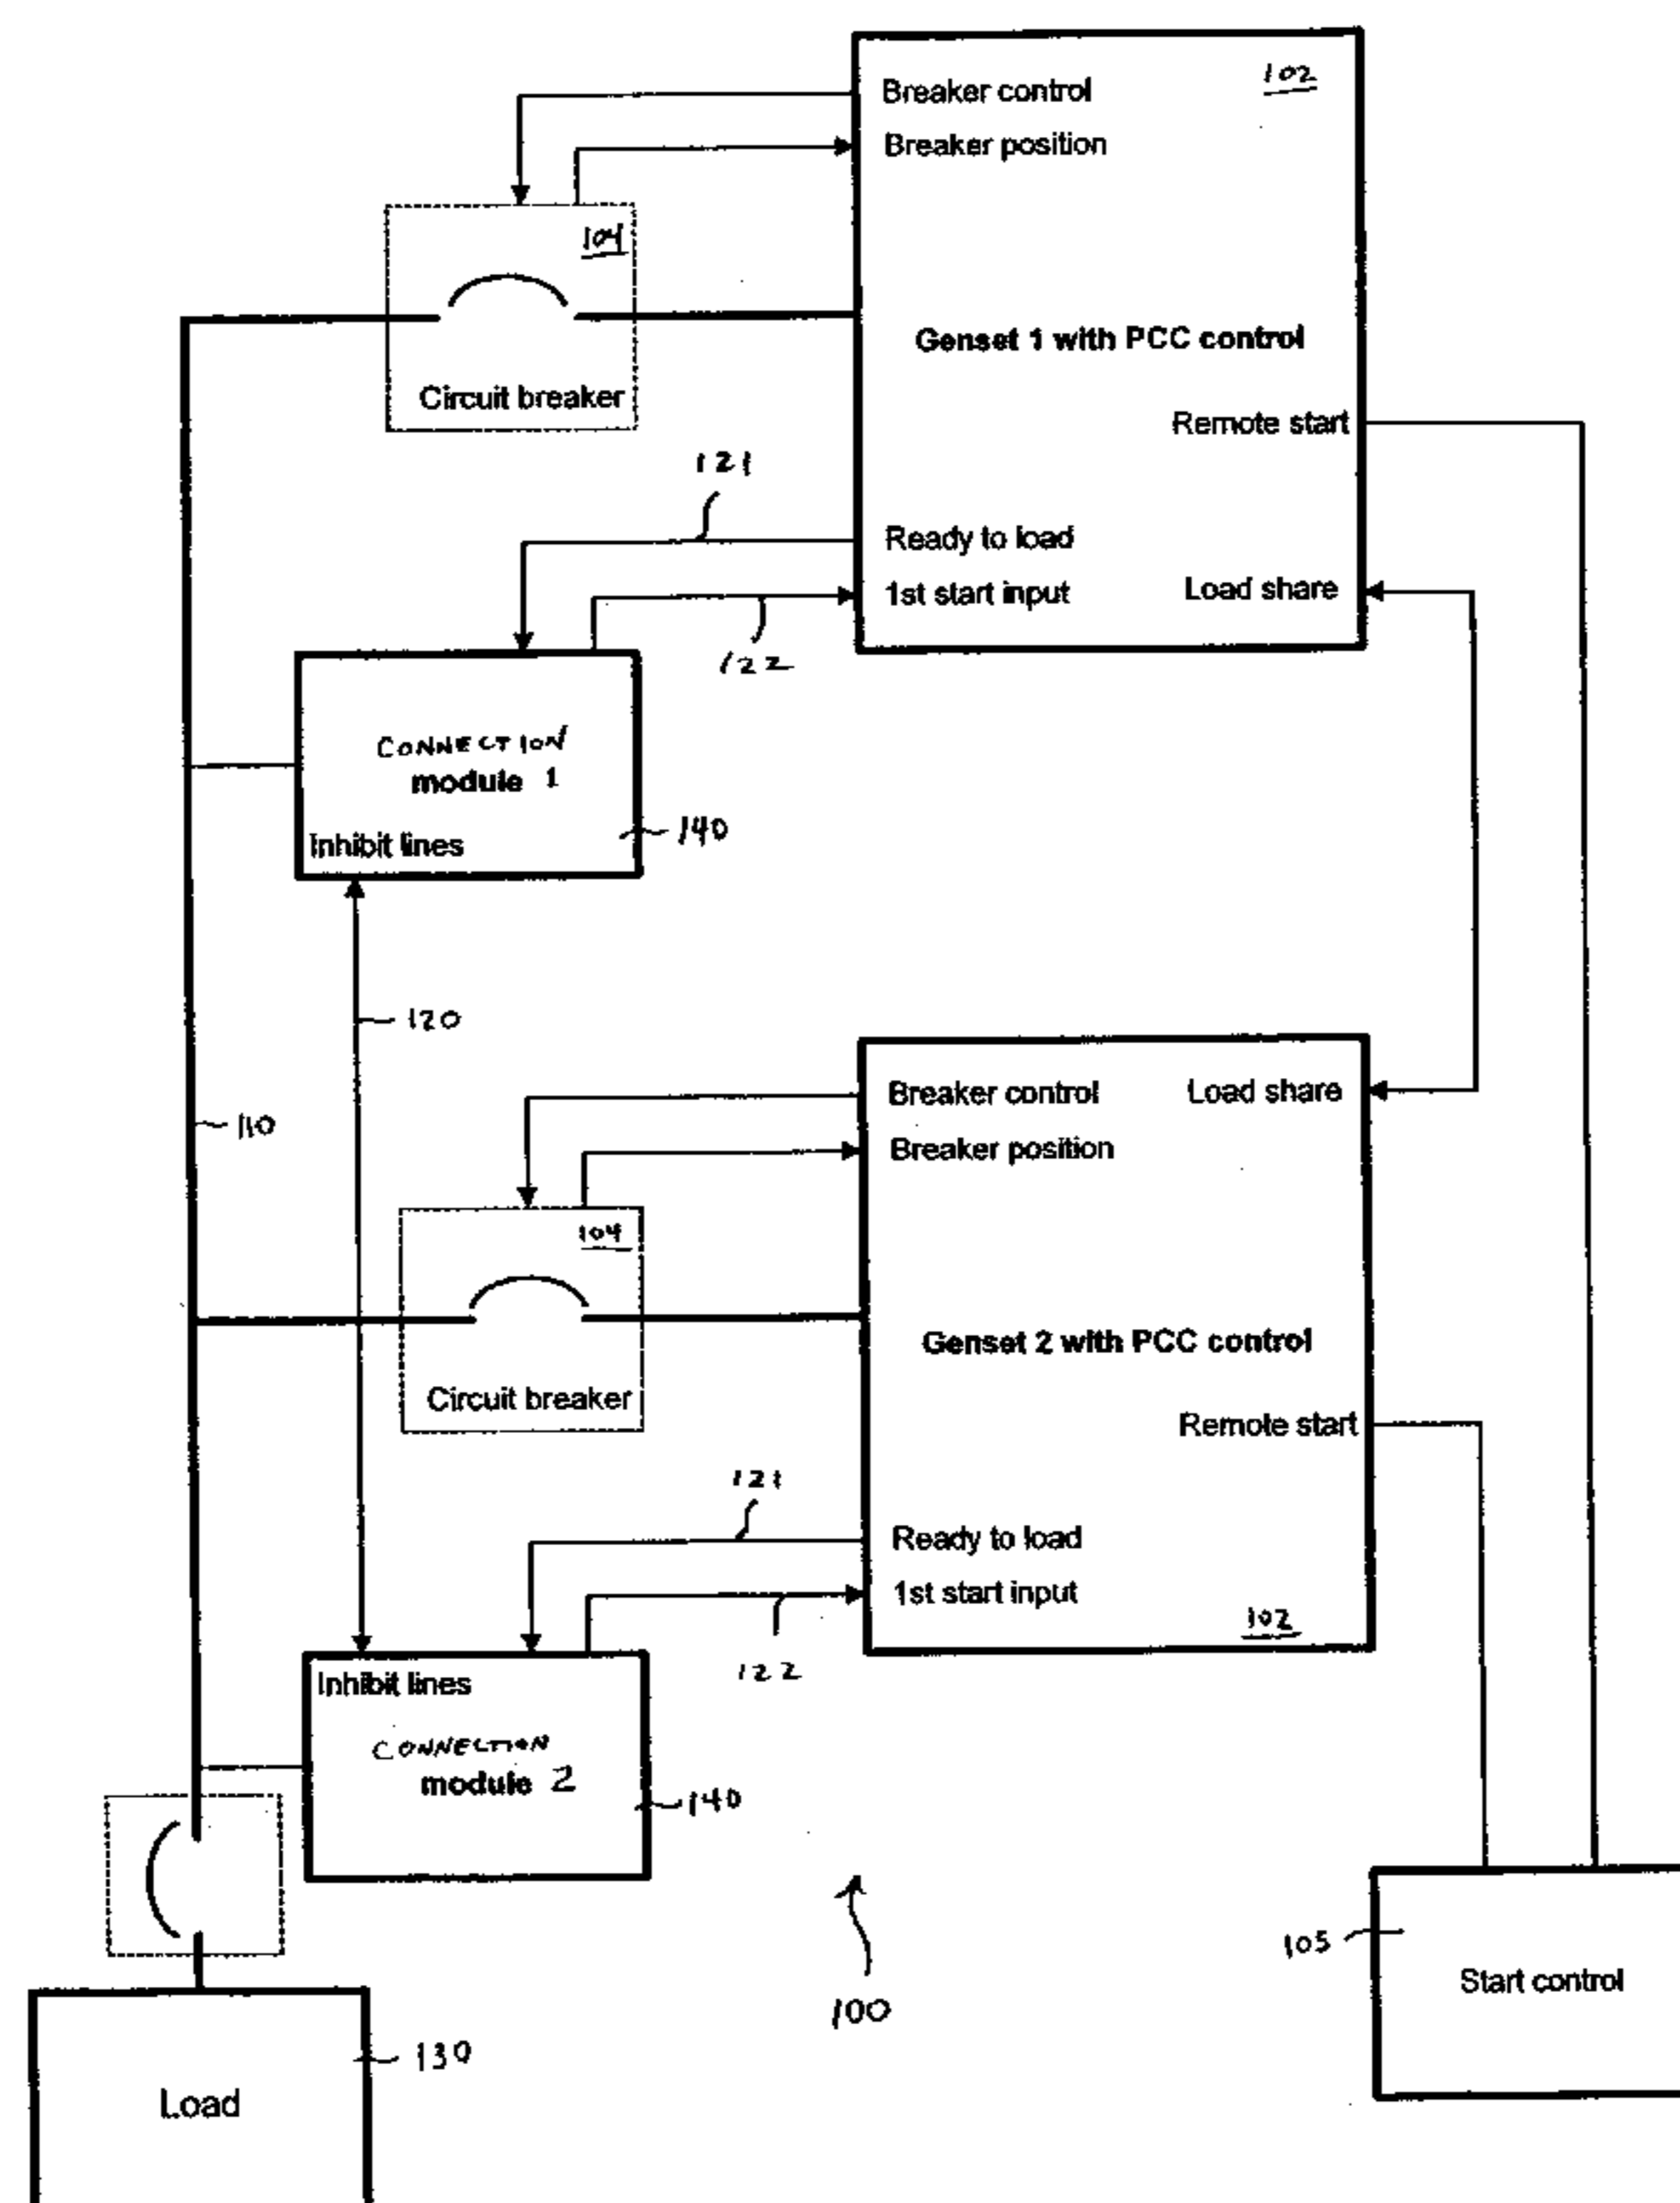 102
Breaker control
Breaker position
104
Circuit breaker
Genset 1 with PCC control
Remote start
121
Ready to load
1st start input
Load share
122
CONNECTION
module 1
Inhibit lines
140
120
110
Breaker control
Load share
Breaker position
104
Circuit breaker
Genset 2 with PCC control
Remote start
121
Ready to load
1st start input
102
122
Inhibit lines
CONNECTION
module 2
140
100
105
Start control
130
Load